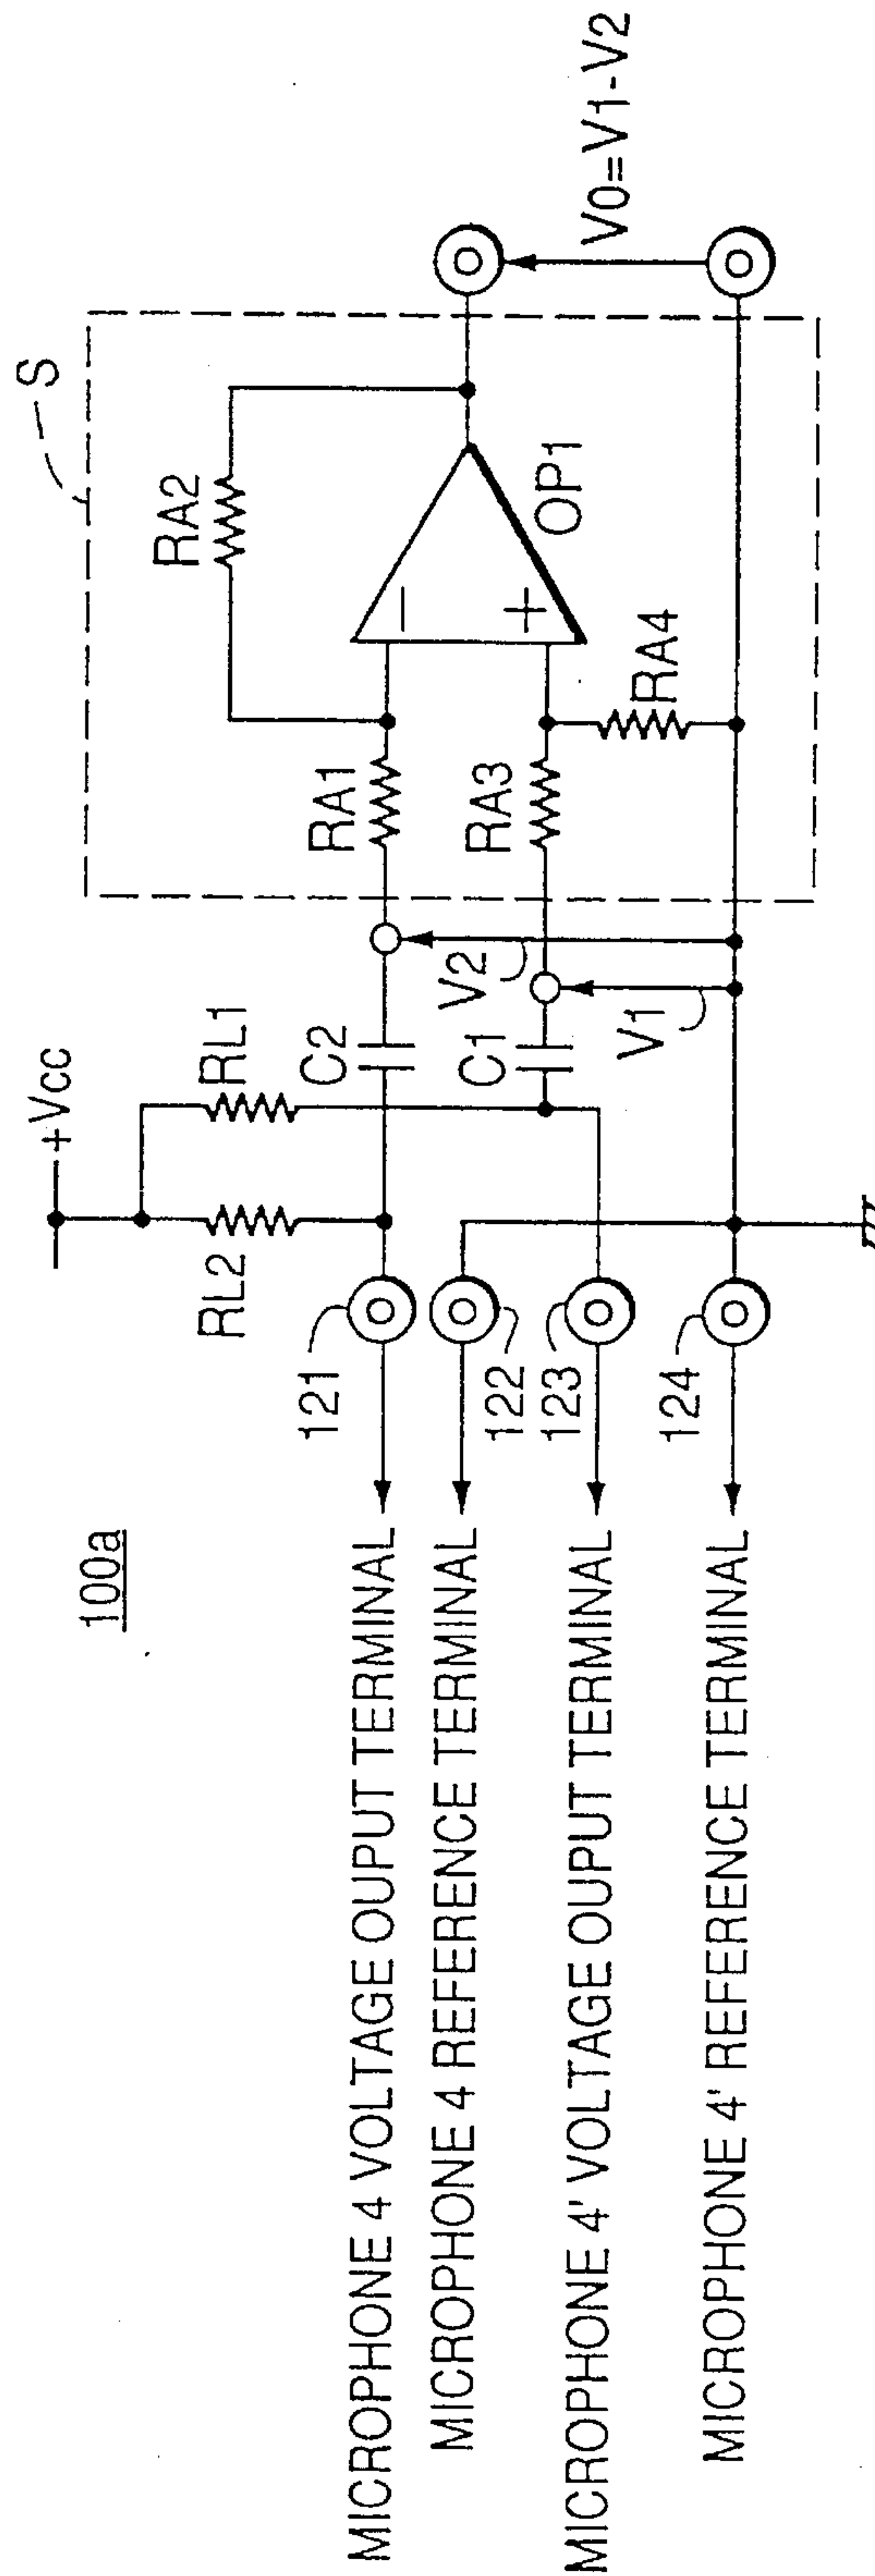 100a
+Vcc
RL2
RL1
C2
C1
V2
V1
S
RA1
RA2
RA3
RA4
−
+
OP1
V0=V1-V2
121
122
123
124
MICROPHONE 4 VOLTAGE OUPUT TERMINAL
MICROPHONE 4 REFERENCE TERMINAL
MICROPHONE 4' VOLTAGE OUPUT TERMINAL
MICROPHONE 4' REFERENCE TERMINAL